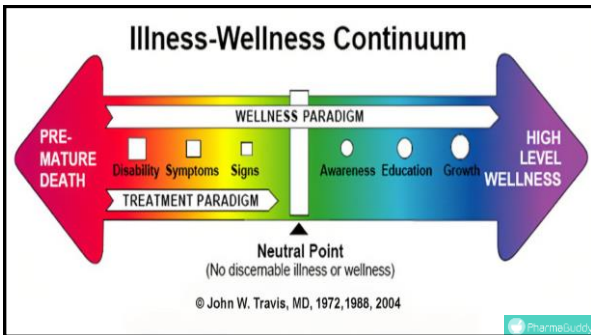 Illness-Wellness Continuum
WELLNESS PARADIGM
PRE-
MATURE
DEATH
HIGH
LEVEL
WELLNESS
Disability Symptoms Signs Awareness Education Growth
TREATMENT PARADIGM
Neutral Point
(No discernable illness or wellness)
© John W. Travis, MD, 1972,1988, 2004
PharmaGuddy